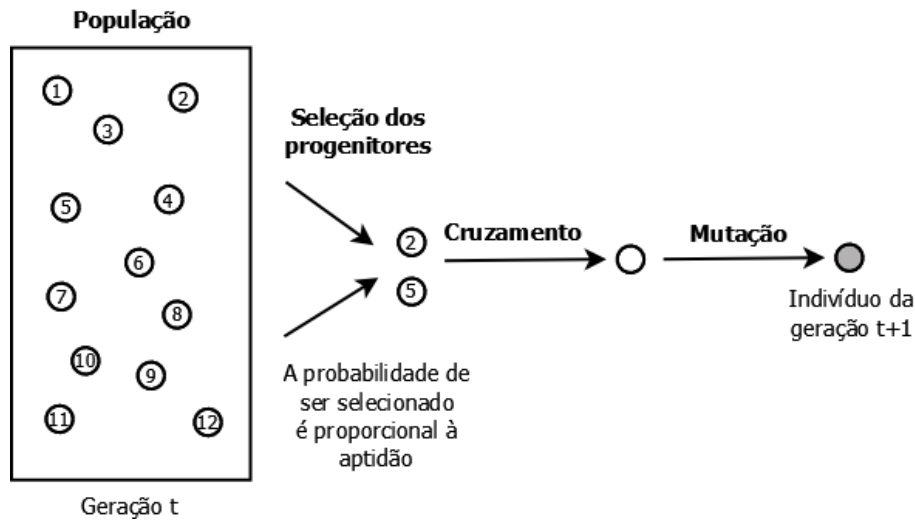 População
1
2
3
5
4
6
7
8
10
9
11
12
Geração t
Seleção dos
progenitores
2
5
A probabilidade de
ser selecionado
é proporcional à
aptidão
Cruzamento
Mutação
Indivíduo da
geração t+1